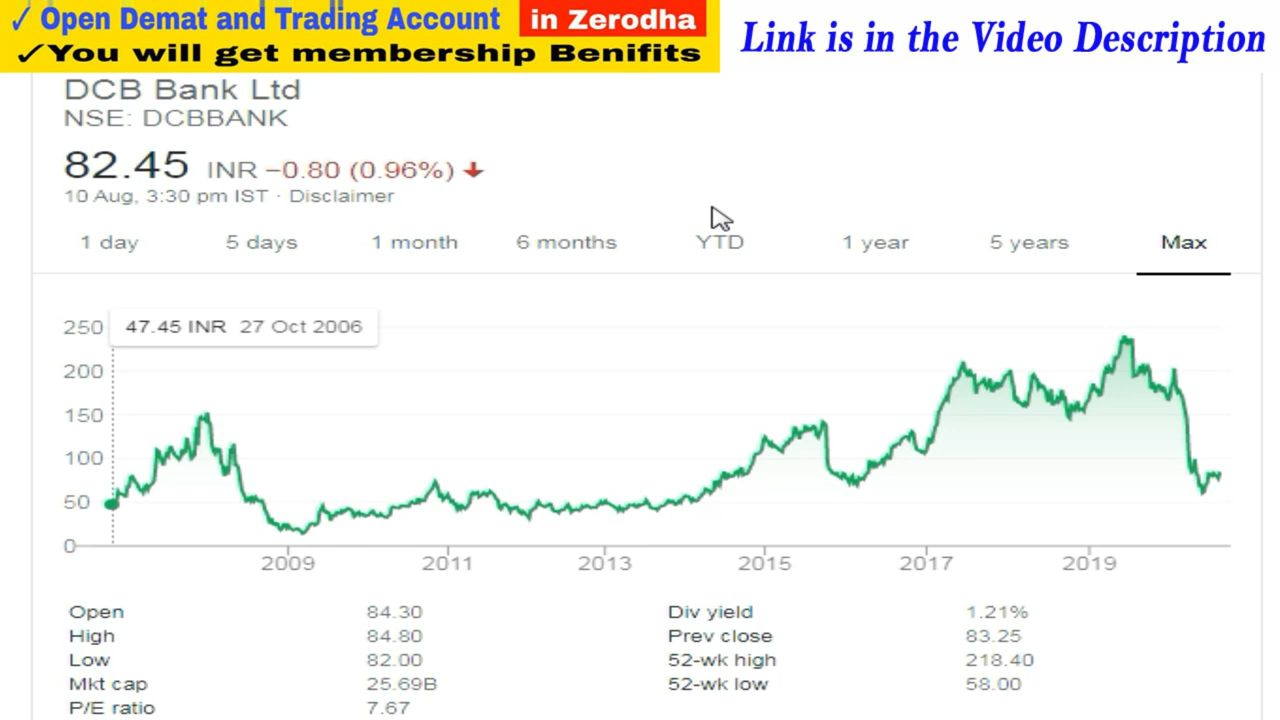 ✓ Open Demat and Trading Account in Zerodha
✓You will get membership Benifits
Link is in the Video Description
DCB Bank Ltd
NSE: DCBBANK
82.45 INR −0.80 (0.96%) ↓
10 Aug, 3:30 pm IST · Disclaimer
1 day 5 days 1 month 6 months YTD 1 year 5 years Max
47.45 INR 27 Oct 2006
250
200
150
100
50
0
2009 2011 2013 2015 2017 2019
Open 84.30 Div yield 1.21%
High 84.80 Prev close 83.25
Low 82.00 52-wk high 218.40
Mkt cap 25.69B 52-wk low 58.00
P/E ratio 7.67